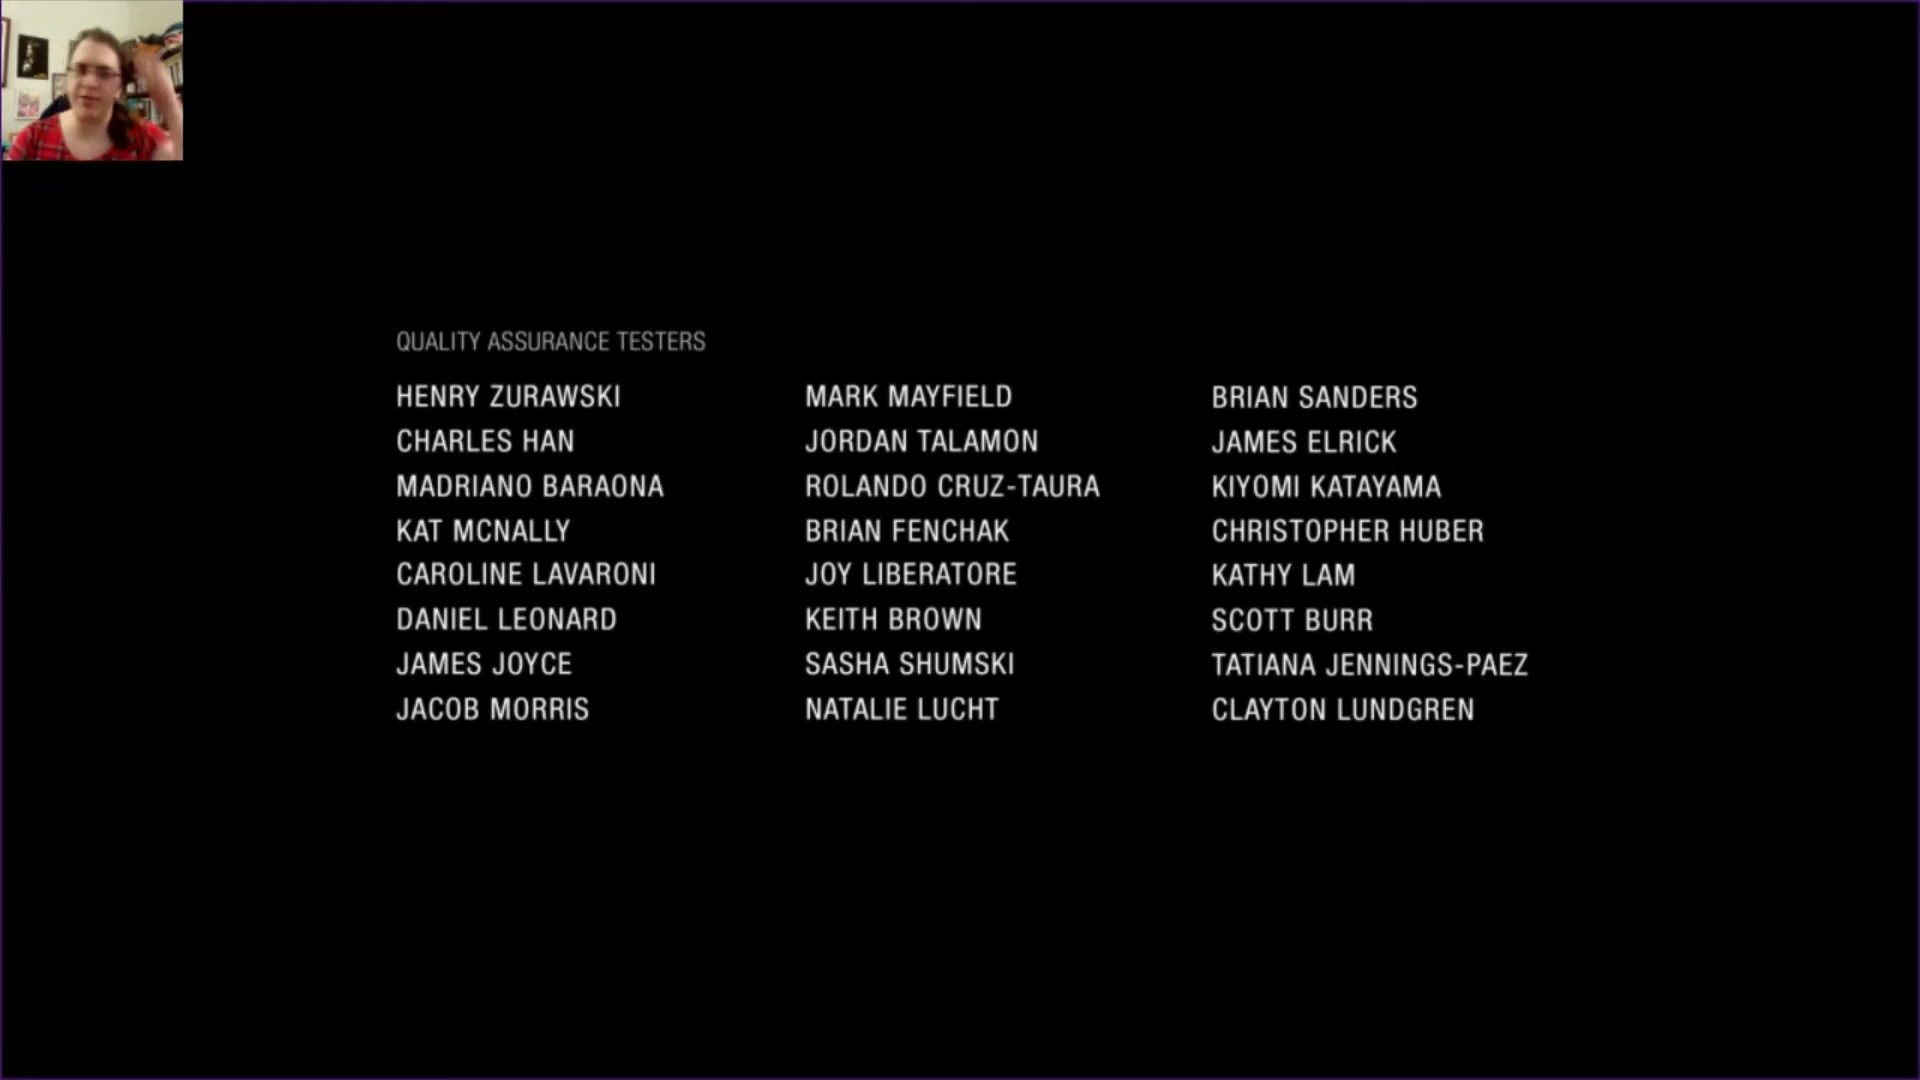 QUALITY ASSURANCE TESTERS
HENRY ZURAWSKI
CHARLES HAN
MADRIANO BARAONA
KAT MCNALLY
CAROLINE LAVARONI
DANIEL LEONARD
JAMES JOYCE
JACOB MORRIS
MARK MAYFIELD
JORDAN TALAMON
ROLANDO CRUZ-TAURA
BRIAN FENCHAK
JOY LIBERATORE
KEITH BROWN
SASHA SHUMSKI
NATALIE LUCHT
BRIAN SANDERS
JAMES ELRICK
KIYOMI KATAYAMA
CHRISTOPHER HUBER
KATHY LAM
SCOTT BURR
TATIANA JENNINGS-PAEZ
CLAYTON LUNDGREN